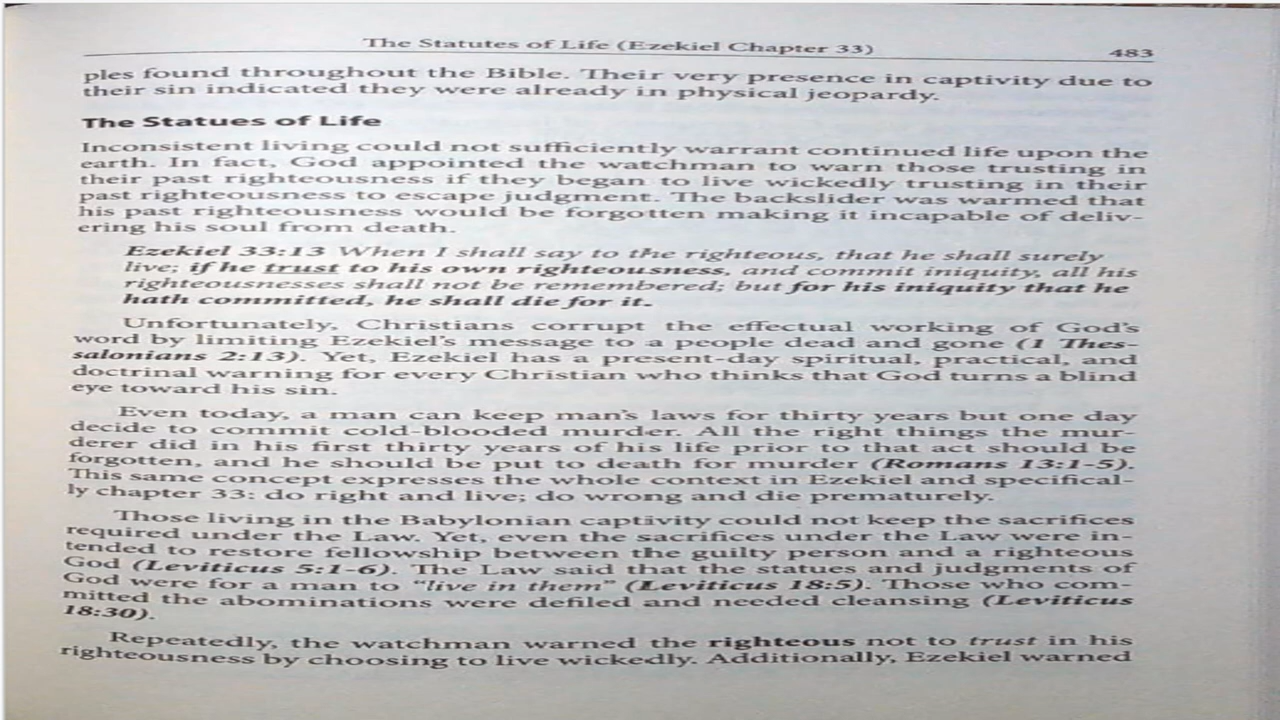 The Statutes of Life (Ezekiel Chapter 33) 483
ples found throughout the Bible. Their very presence in captivity due to
their sin indicated they were already in physical jeopardy.
The Statues of Life
Inconsistent living could not sufficiently warrant continued life upon the
earth. In fact, God appointed the watchman to warn those trusting in
their past righteousness if they began to live wickedly trusting in their
past righteousness to escape judgment. The backslider was warmed that
his past righteousness would be forgotten making it incapable of deliv-
ering his soul from death.
Ezekiel 33:13 When I shall say to the righteous, that he shall surely
live; if he trust to his own righteousness, and commit iniquity, all his
righteousnesses shall not be remembered; but for his iniquity that he
hath committed, he shall die for it.
Unfortunately, Christians corrupt the effectual working of God's
word by limiting Ezekiel's message to a people dead and gone (1 Thes-
salonians 2:13). Yet, Ezekiel has a present-day spiritual, practical, and
doctrinal warning for every Christian who thinks that God turns a blind
eye toward his sin.
Even today, a man can keep man's laws for thirty years but one day
decide to commit cold-blooded murder. All the right things the mur-
derer did in his first thirty years of his life prior to that act should be
forgotten, and he should be put to death for murder (Romans 13:1-5).
This same concept expresses the whole context in Ezekiel and specifical-
ly chapter 33: do right and live; do wrong and die prematurely.
Those living in the Babylonian captivity could not keep the sacrifices
required under the Law. Yet, even the sacrifices under the Law were in-
tended to restore fellowship between the guilty person and a righteous
God (Leviticus 5:1-6). The Law said that the statues and judgments of
God were for a man to "live in them" (Leviticus 18:5). Those who com-
mitted the abominations were defiled and needed cleansing (Leviticus
18:30).
Repeatedly, the watchman warned the righteous not to trust in his
righteousness by choosing to live wickedly. Additionally, Ezekiel warned